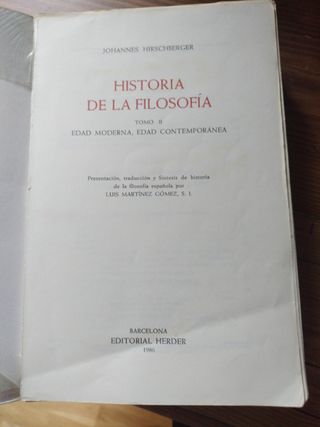 JOHANNES HIRSCHBERGER
HISTORIA
DE LA FILOSOFÍA
TOMO II
EDAD MODERNA, EDAD CONTEMPORÁNEA
Presentación, traducción y Síntesis de historia
de la filosofía española por
LUIS MARTÍNEZ GÓMEZ, S. I.
BARCELONA
EDITORIAL HERDER
1986